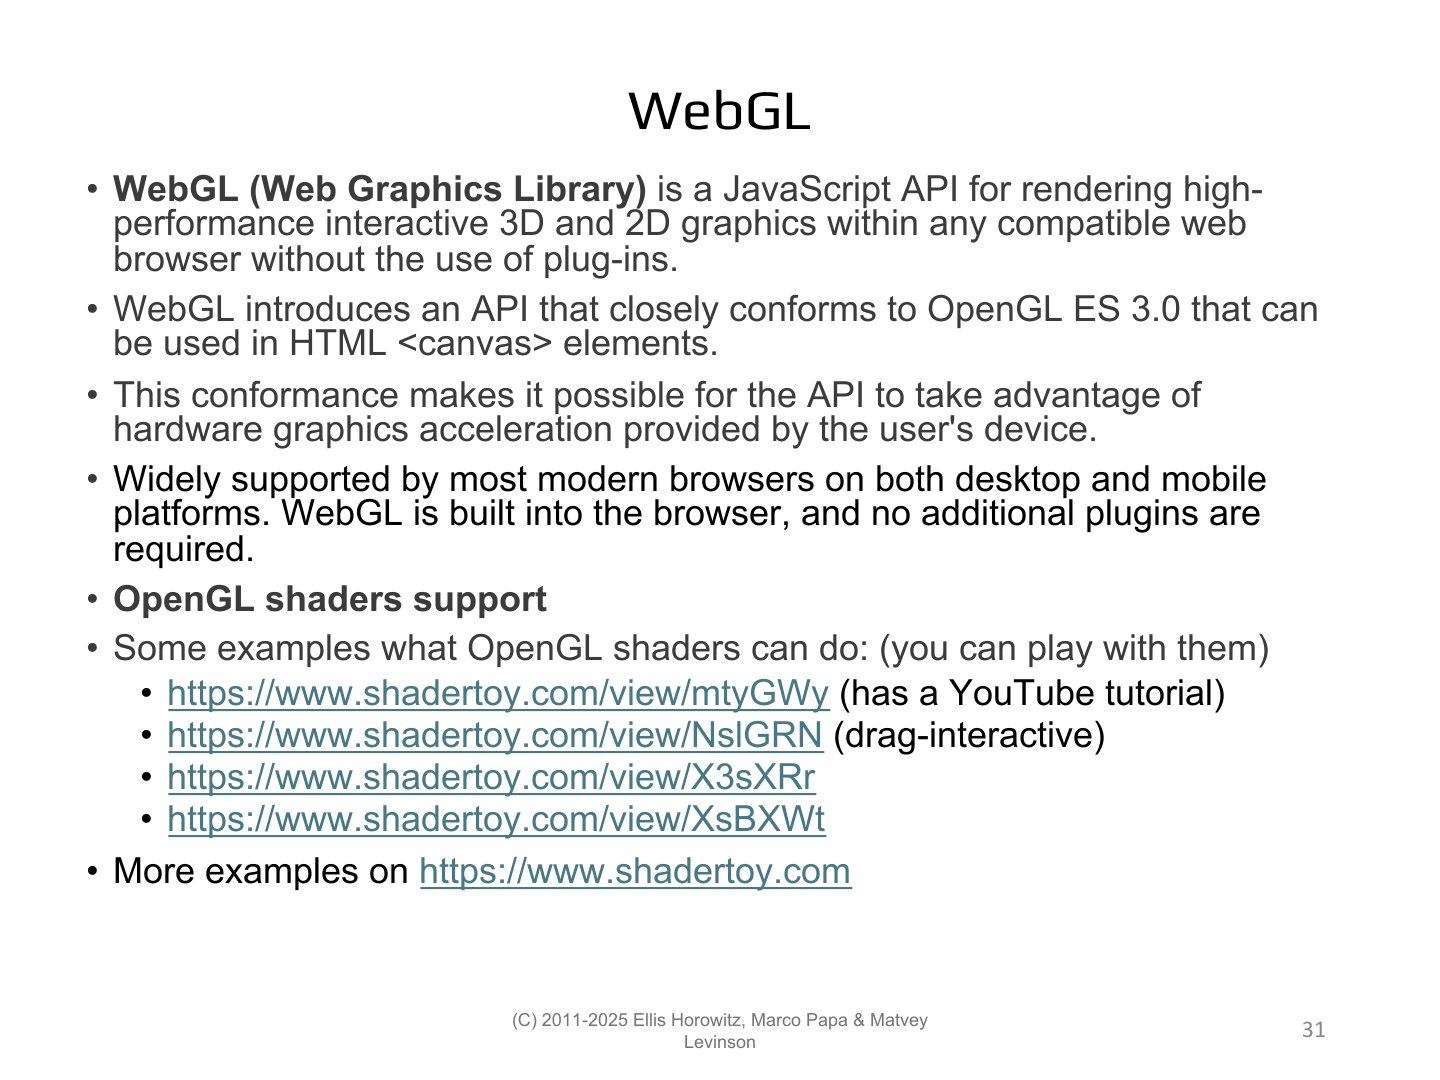 WebGL
• WebGL (Web Graphics Library) is a JavaScript API for rendering high-
performance interactive 3D and 2D graphics within any compatible web
browser without the use of plug-ins.
• WebGL introduces an API that closely conforms to OpenGL ES 3.0 that can
be used in HTML <canvas> elements.
• This conformance makes it possible for the API to take advantage of
hardware graphics acceleration provided by the user's device.
• Widely supported by most modern browsers on both desktop and mobile
platforms. WebGL is built into the browser, and no additional plugins are
required.
• OpenGL shaders support
• Some examples what OpenGL shaders can do: (you can play with them)
• https://www.shadertoy.com/view/mtyGWy (has a YouTube tutorial)
• https://www.shadertoy.com/view/NslGRN (drag-interactive)
• https://www.shadertoy.com/view/X3sXRr
• https://www.shadertoy.com/view/XsBXWt
• More examples on https://www.shadertoy.com
(C) 2011-2025 Ellis Horowitz, Marco Papa & Matvey
Levinson
31